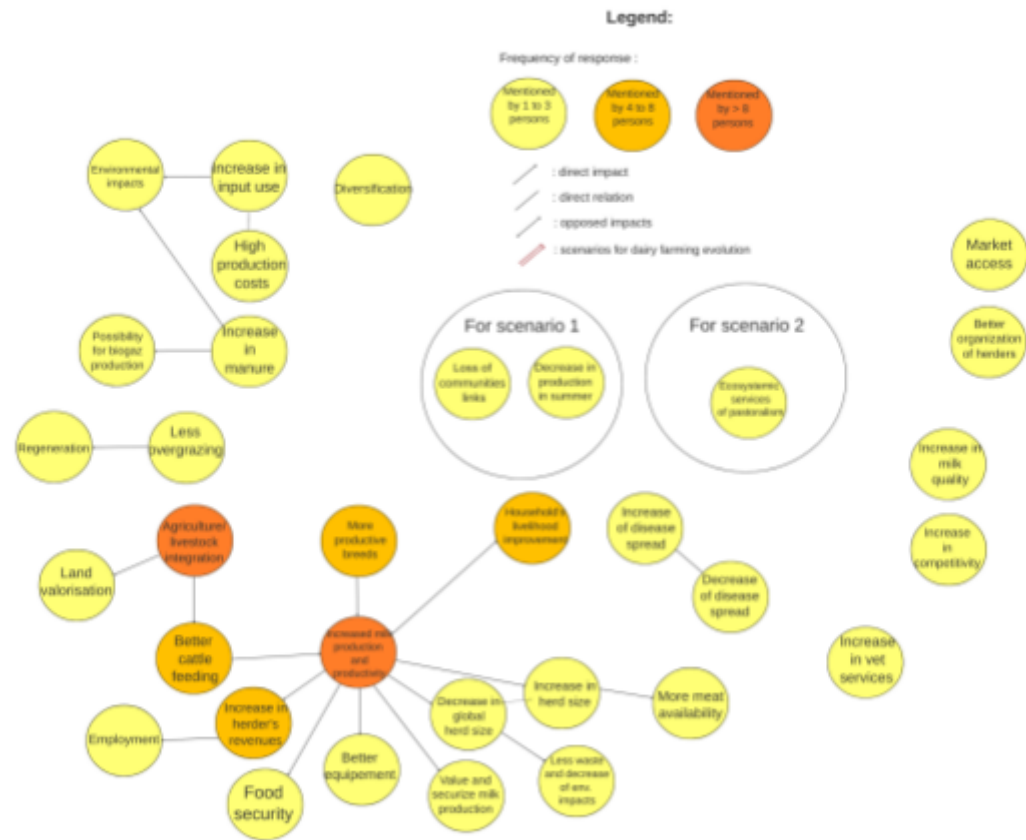 Legend:
Frequency of response :
Mentioned
by 1 to 3
persons
Mentioned
by 4 to 8
persons
Mentioned
by > 8
persons
: direct impact
: direct relation
: opposed impacts
: scenarios for dairy farming evolution
Environmental
impacts
Increase in
input use
Diversification
High
production
costs
Possibility
for biogaz
production
Increase
in
manure
Market
access
Better
organization
of herders
For scenario 1
Loss of
communities
links
Decrease in
production
in summer
For scenario 2
Ecosystemic
services
of pastoralism
Regeneration
Less
overgrazing
Increase in
milk
quality
Increase
in
competitivity
Agriculture/
livestock
integration
More
productive
breeds
Household's
livelihood
improvement
Increase
of disease
spread
Decrease
of disease
spread
Land
valorisation
Better
cattle
feeding
Increased milk
production
and
productivity
Increase
in vet
services
Increase in
herder's
revenues
Employment
Food
security
Better
equipement
Decrease in
global
herd size
Increase in
herd size
More meat
availability
Value and
securize milk
production
Less waste
and decrease
of env.
impacts